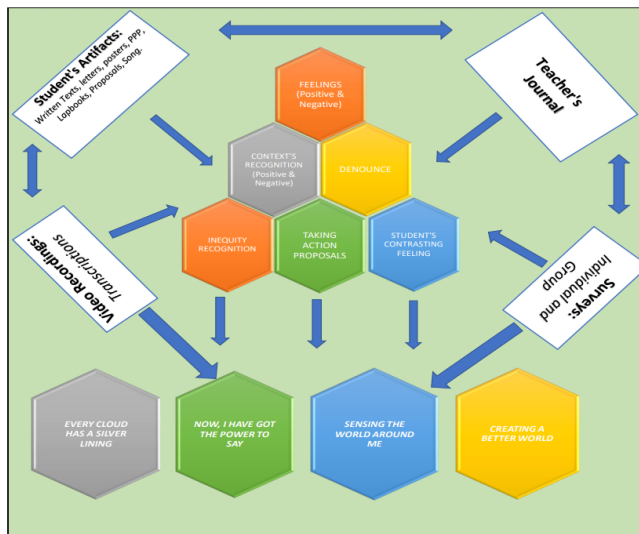 Student's Artifacts:
Written Texts, letters, posters, PPP,
Lapbooks, Proposals, Song.
Teacher's
Journal
FEELINGS
(Positive &
Negative)
CONTEXT'S
RECOGNITION
(Positive &
Negative)
DENOUNCE
INEQUITY
RECOGNITION
TAKING
ACTION
PROPOSALS
STUDENT'S
CONTRASTING
FEELING
Video Recordings:
Transcriptions
Surveys:
Individual and
Group
EVERY CLOUD
HAS A SILVER
LINING
NOW, I HAVE GOT
THE POWER TO
SAY
SENSING THE
WORLD AROUND
ME
CREATING A
BETTER WORLD